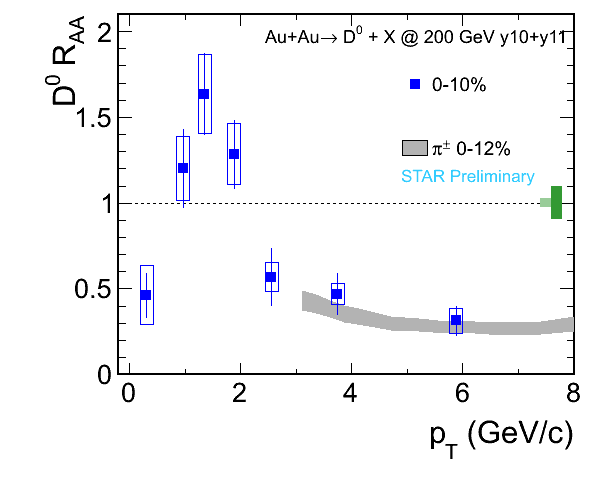 Au+Au→ D⁰ + X @ 200 GeV y10+y11
0-10%
π± 0-12%
STAR Preliminary
D⁰ R_AA
2
1.5
1
0.5
0
0 2 4 6 8
p_T (GeV/c)